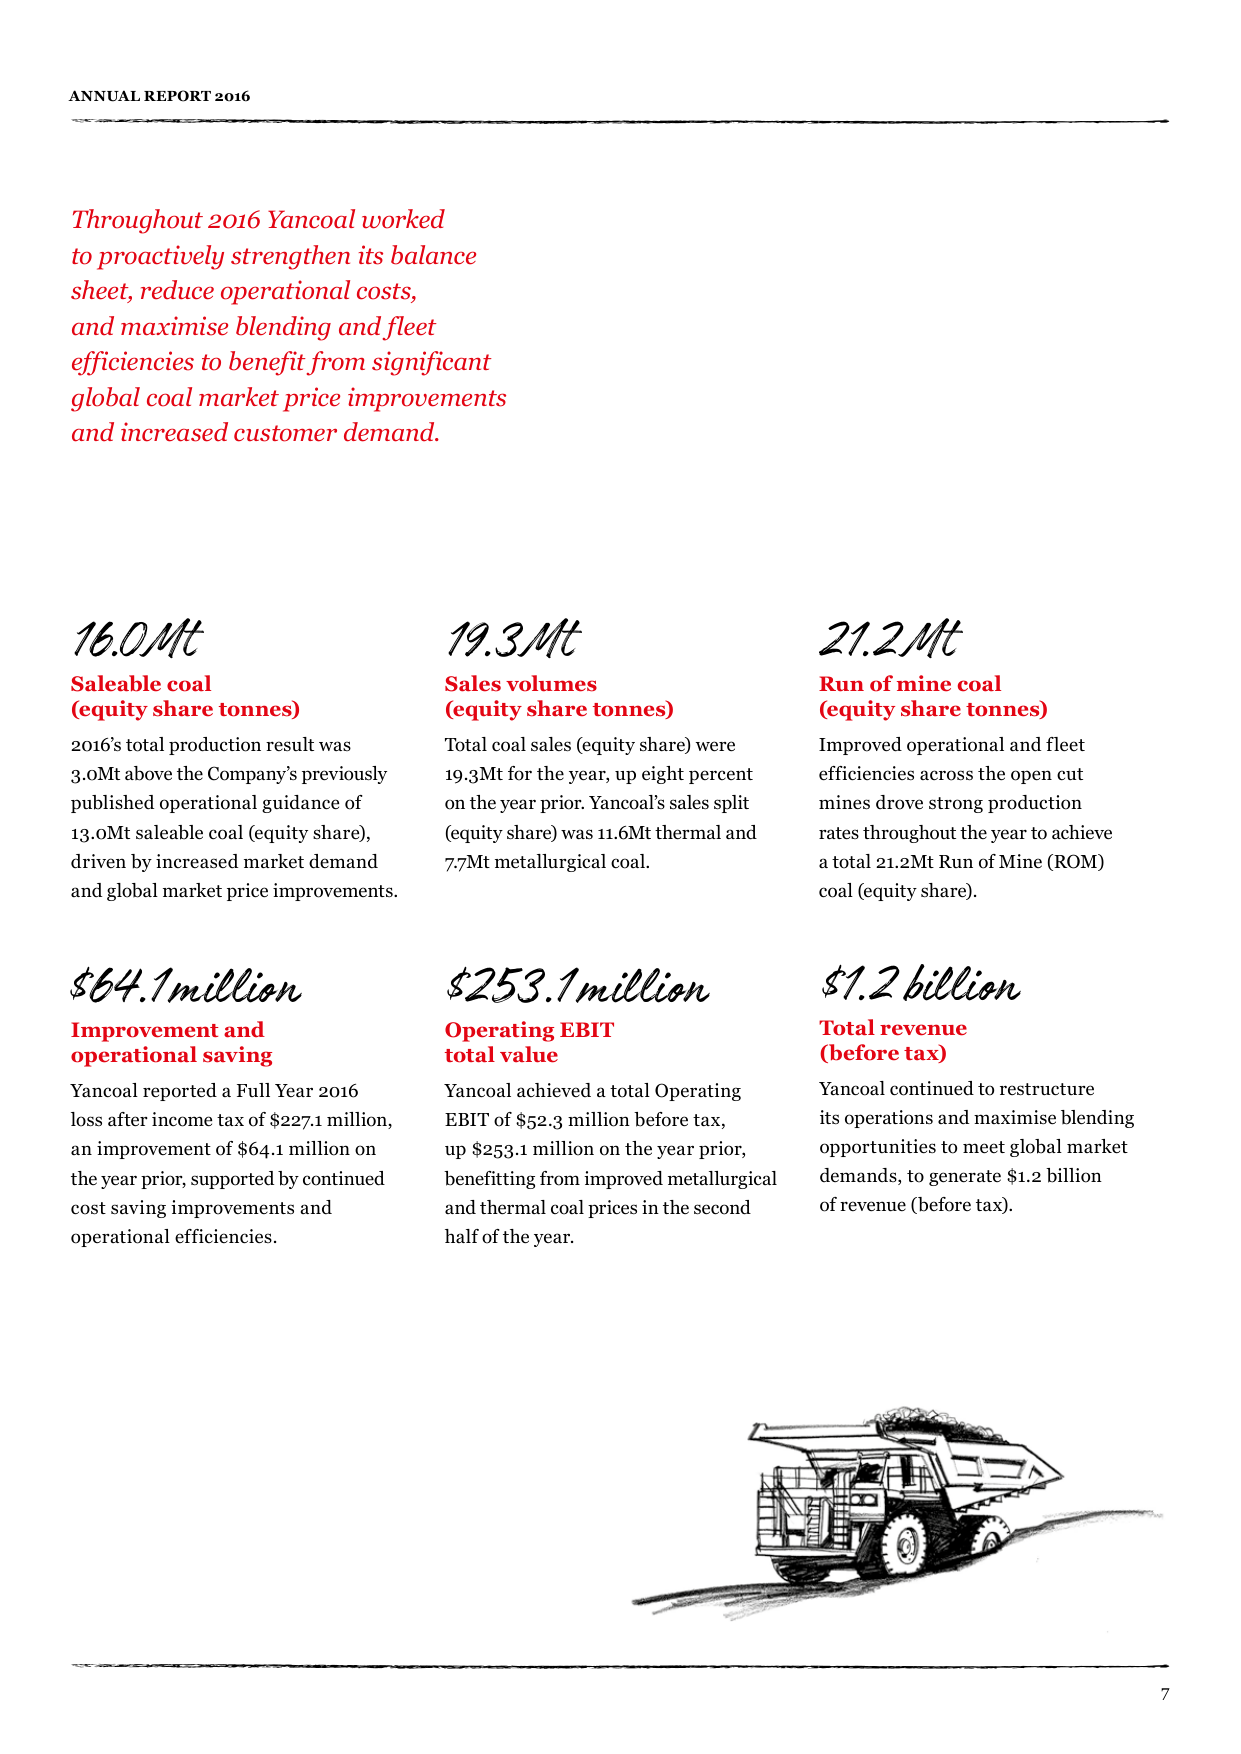 ANNUAL REPORT 2016
Throughout 2016 Yancoal worked
to proactively strengthen its balance
sheet, reduce operational costs,
and maximise blending and fleet
efficiencies to benefit from significant
global coal market price improvements
and increased customer demand.
16.0Mt
Saleable coal
(equity share tonnes)
2016’s total production result was
3.0Mt above the Company’s previously
published operational guidance of
13.0Mt saleable coal (equity share),
driven by increased market demand
and global market price improvements.
19.3Mt
Sales volumes
(equity share tonnes)
Total coal sales (equity share) were
19.3Mt for the year, up eight percent
on the year prior. Yancoal’s sales split
(equity share) was 11.6Mt thermal and
7.7Mt metallurgical coal.
21.2Mt
Run of mine coal
(equity share tonnes)
Improved operational and fleet
efficiencies across the open cut
mines drove strong production
rates throughout the year to achieve
a total 21.2Mt Run of Mine (ROM)
coal (equity share).
$64.1 million
Improvement and
operational saving
Yancoal reported a Full Year 2016
loss after income tax of $227.1 million,
an improvement of $64.1 million on
the year prior, supported by continued
cost saving improvements and
operational efficiencies.
$253.1 million
Operating EBIT
total value
Yancoal achieved a total Operating
EBIT of $52.3 million before tax,
up $253.1 million on the year prior,
benefitting from improved metallurgical
and thermal coal prices in the second
half of the year.
$1.2 billion
Total revenue
(before tax)
Yancoal continued to restructure
its operations and maximise blending
opportunities to meet global market
demands, to generate $1.2 billion
of revenue (before tax).
7